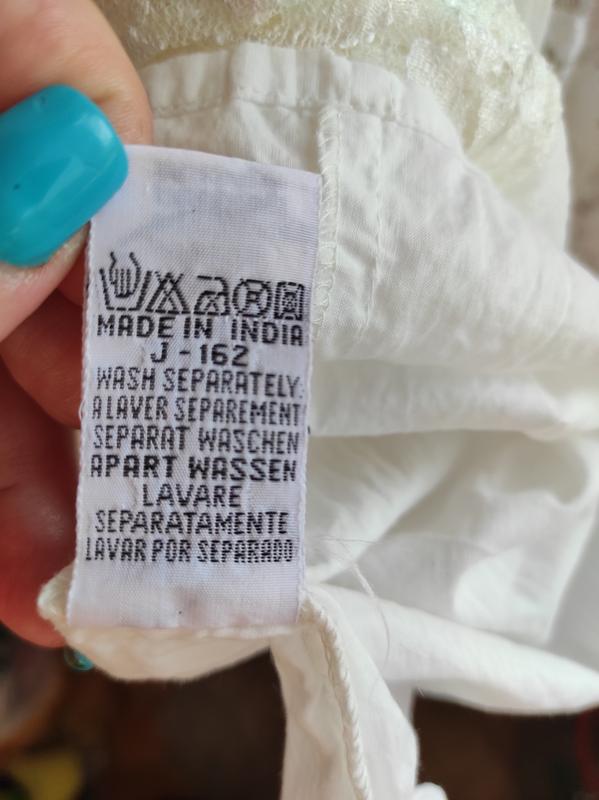 MADE IN INDIA
J-162
WASH SEPARATELY.
A LAVER SEPAREMENT
SEPARAT WASCHEN
APART WASSEN
LAVARE
SEPARATAMENTE
LAVAR POR SEPARADO